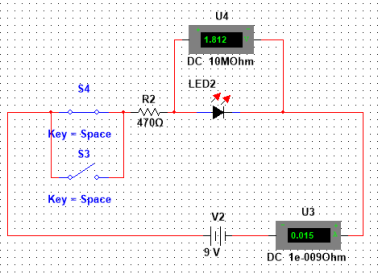 U4
1.812
DC 10MOhm
LED2
S4
R2
470Ω
Key = Space
S3
Key = Space
V2
9 V
U3
0.015
DC 1e-009Ohm